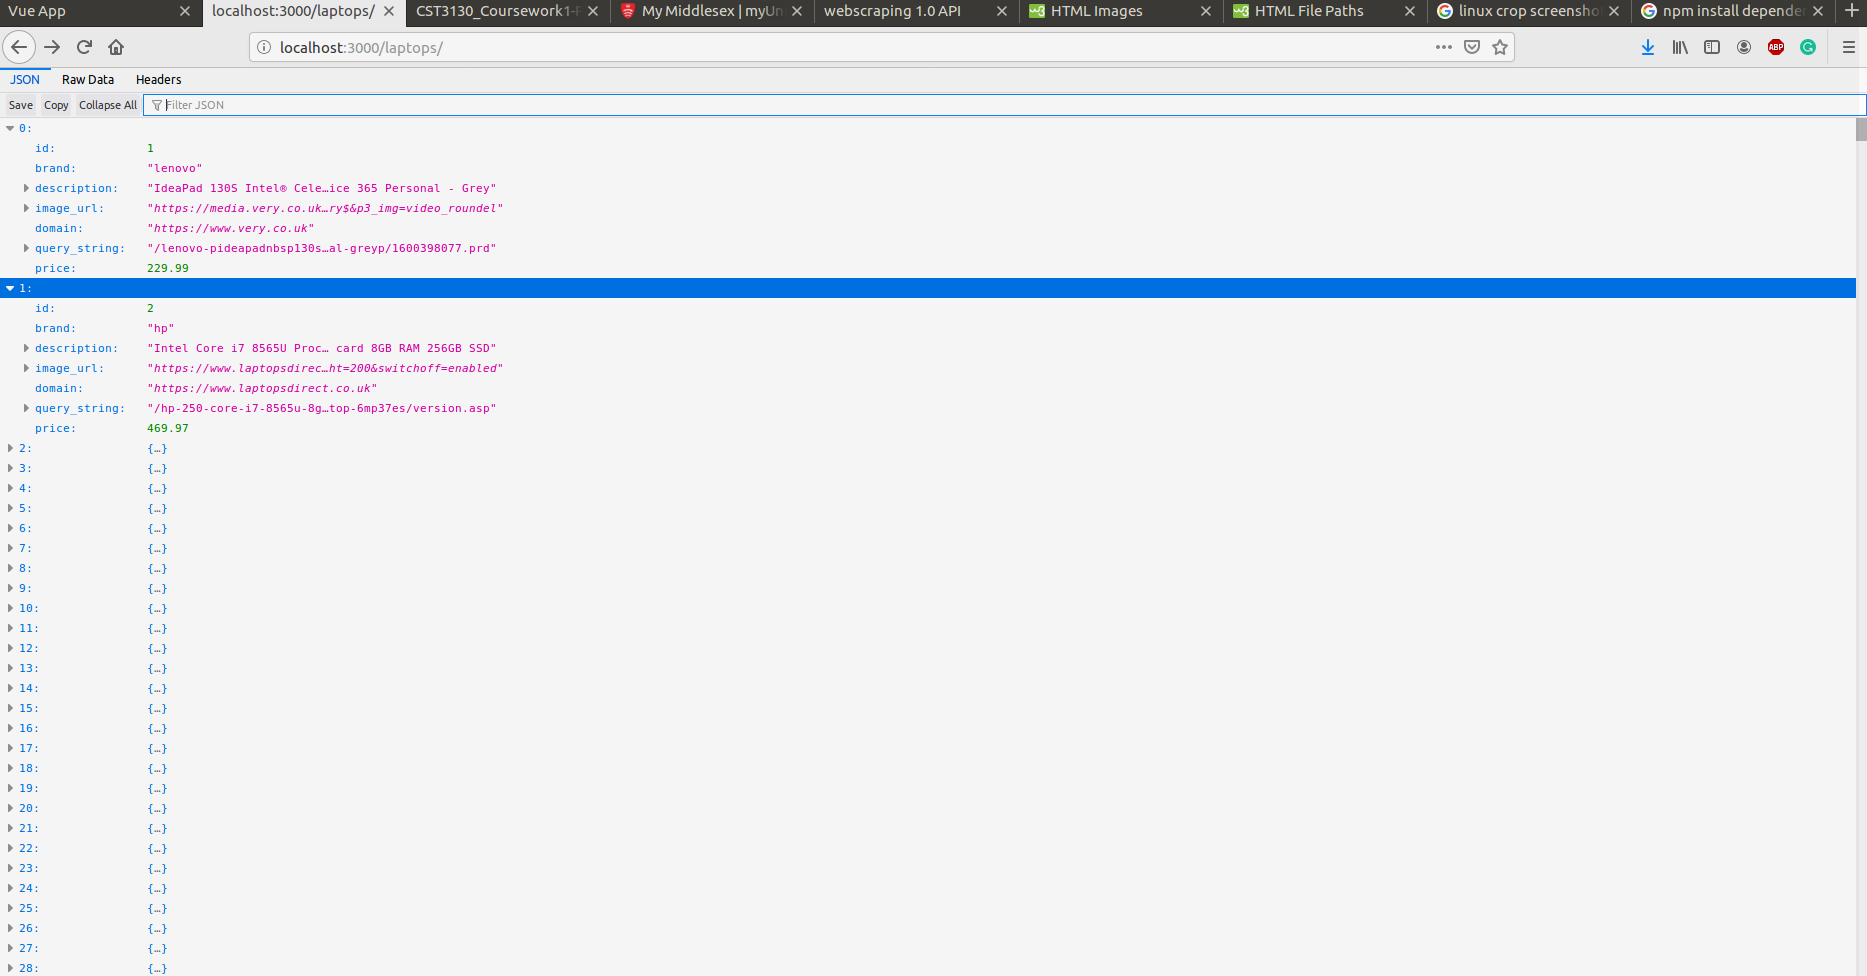 Vue App
localhost:3000/laptops/
CST3130_Coursework1-
My Middlesex | myUn
webscraping 1.0 API
HTML Images
HTML File Paths
linux crop screensho
npm install depende
localhost:3000/laptops/
JSON Raw Data Headers
Save Copy Collapse All Filter JSON
0:
id: 1
brand: "lenovo"
description: "IdeaPad 130S Intel® Cele…ice 365 Personal - Grey"
image_url: "https://media.very.co.uk…ry$&p3_img=video_roundel"
domain: "https://www.very.co.uk"
query_string: "/lenovo-pideapadnbsp130s…al-greyp/1600398077.prd"
price: 229.99
1:
id: 2
brand: "hp"
description: "Intel Core i7 8565U Proc… card 8GB RAM 256GB SSD"
image_url: "https://www.laptopsdirec…ht=200&switchoff=enabled"
domain: "https://www.laptopsdirect.co.uk"
query_string: "/hp-250-core-i7-8565u-8g…top-6mp37es/version.asp"
price: 469.97
2: {…}
3: {…}
4: {…}
5: {…}
6: {…}
7: {…}
8: {…}
9: {…}
10: {…}
11: {…}
12: {…}
13: {…}
14: {…}
15: {…}
16: {…}
17: {…}
18: {…}
19: {…}
20: {…}
21: {…}
22: {…}
23: {…}
24: {…}
25: {…}
26: {…}
27: {…}
28: {…}